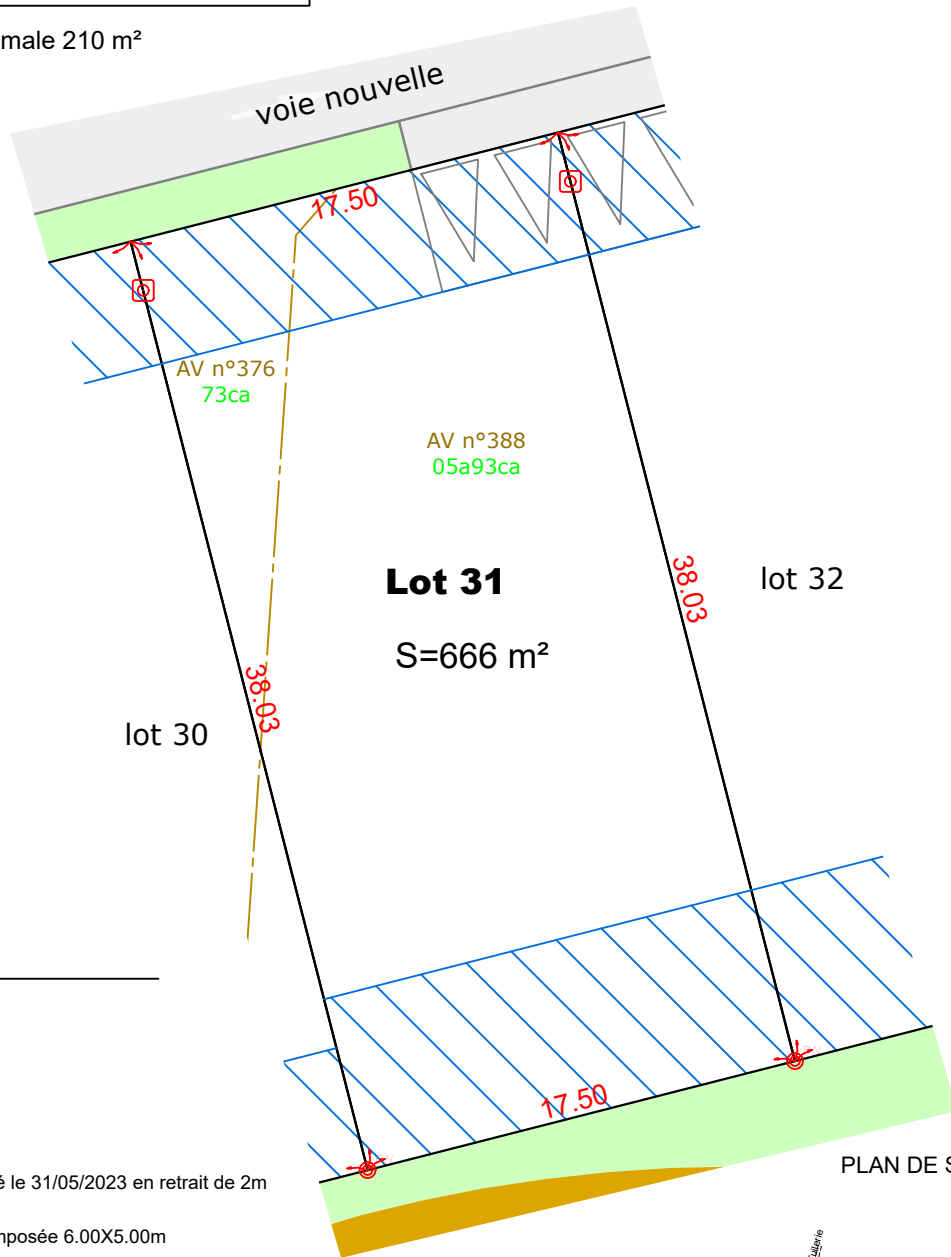 male 210 m²
voie nouvelle
17.50
AV n°376
73ca
AV n°388
05a93ca
Lot 31
38.03
lot 32
S=666 m²
38.03
lot 30
17.50
é le 31/05/2023 en retrait de 2m
PLAN DE S
mposée 6.00X5.00m